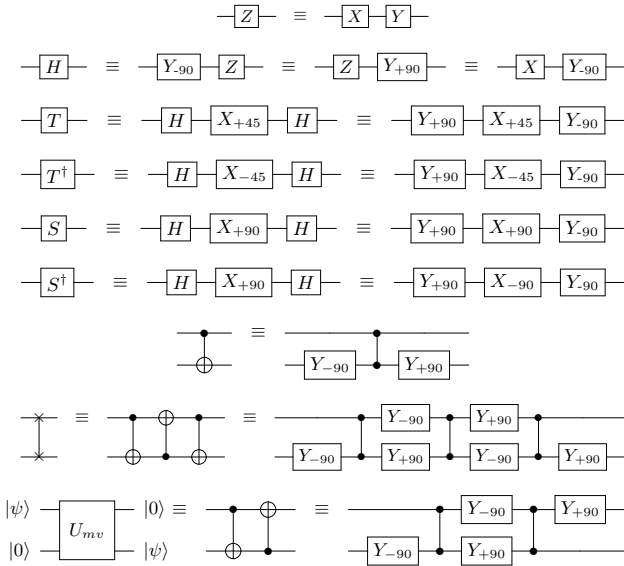 Z ≡ X Y
H ≡ Y-90 Z ≡ Z Y+90 ≡ X Y-90
T ≡ H X+45 H ≡ Y+90 X+45 Y-90
T† ≡ H X−45 H ≡ Y+90 X−45 Y-90
S ≡ H X+90 H ≡ Y+90 X+90 Y-90
S† ≡ H X+90 H ≡ Y+90 X−90 Y-90
≡
Y−90 Y+90
≡ ≡ Y−90 Y+90
Y−90 Y+90 Y−90 Y+90
|ψ⟩ |0⟩ ≡ ≡ Y−90 Y+90
Umv
|0⟩ |ψ⟩ Y−90 Y+90